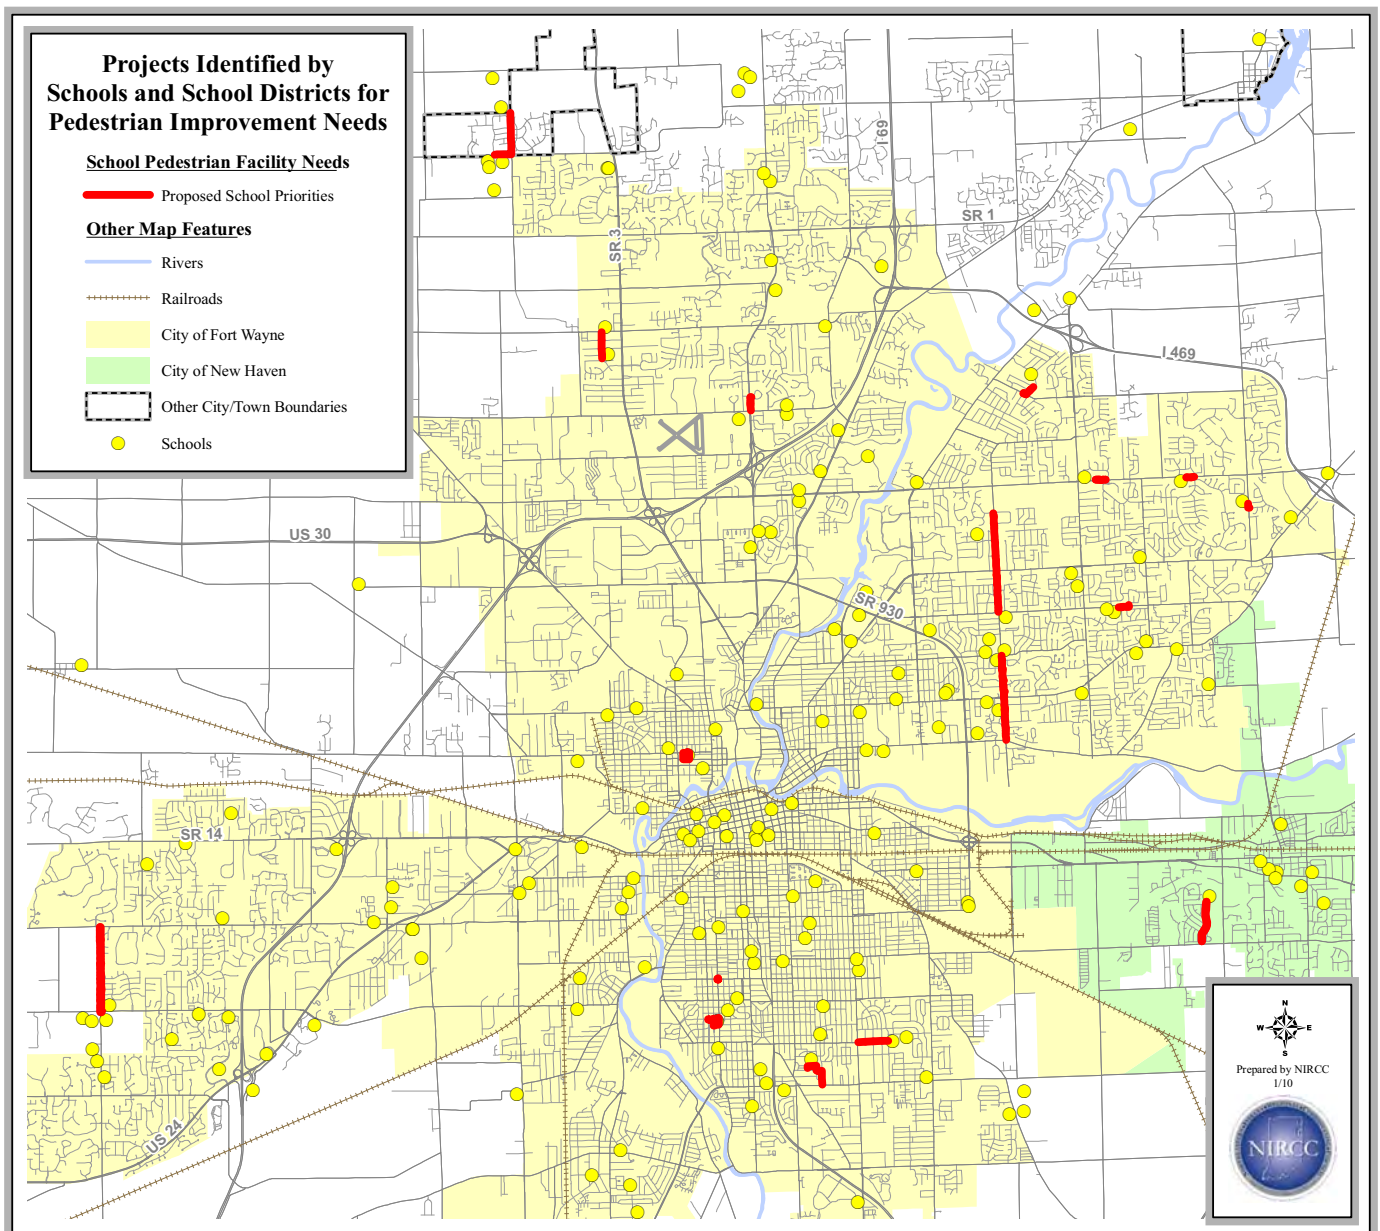 Projects Identified by
Schools and School Districts for
Pedestrian Improvement Needs
School Pedestrian Facility Needs
Proposed School Priorities
Other Map Features
Rivers
Railroads
City of Fort Wayne
City of New Haven
Other City/Town Boundaries
Schools
I 69
SR 1
SR 3
I 469
US 30
SR 930
SR 14
US 24
N
W E
S
Prepared by NIRCC
1/10
NIRCC